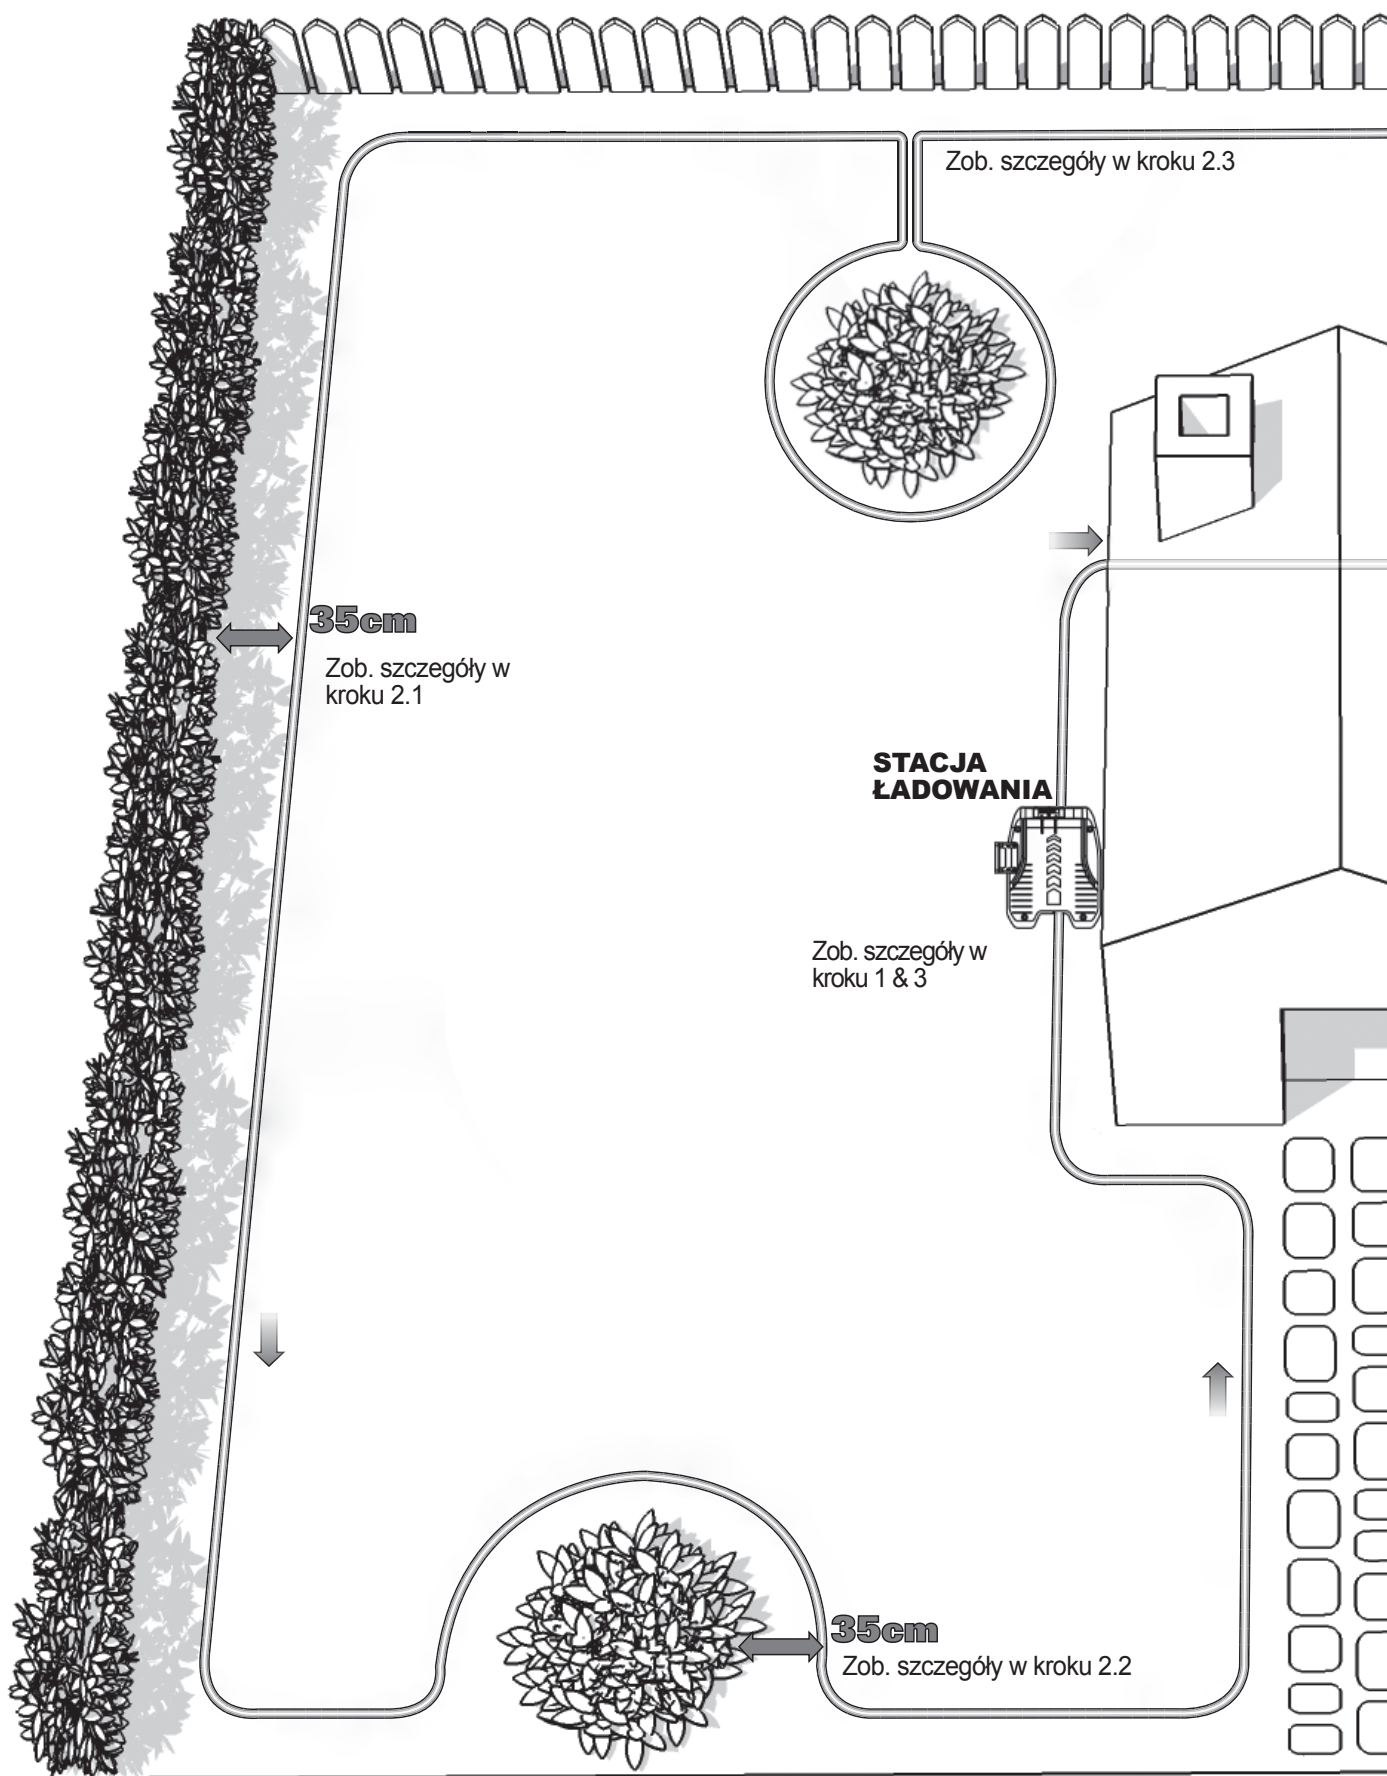 Zob. szczegóły w kroku 2.3
35cm
Zob. szczegóły w
kroku 2.1
STACJA
ŁADOWANIA
Zob. szczegóły w
kroku 1 & 3
35cm
Zob. szczegóły w kroku 2.2